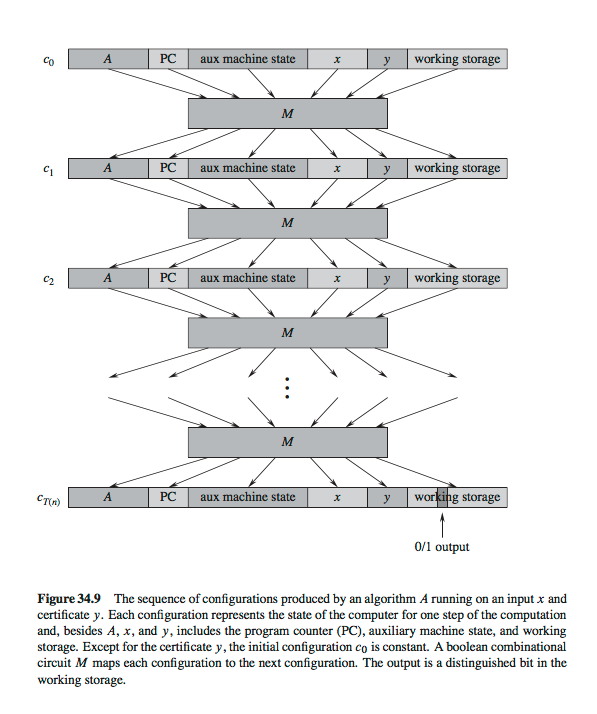 c0 A PC aux machine state x y working storage
M
c1 A PC aux machine state x y working storage
M
c2 A PC aux machine state x y working storage
M
M
cT(n) A PC aux machine state x y working storage
0/1 output
Figure 34.9 The sequence of configurations produced by an algorithm A running on an input x and
certificate y. Each configuration represents the state of the computer for one step of the computation
and, besides A, x, and y, includes the program counter (PC), auxiliary machine state, and working
storage. Except for the certificate y, the initial configuration c0 is constant. A boolean combinational
circuit M maps each configuration to the next configuration. The output is a distinguished bit in the
working storage.